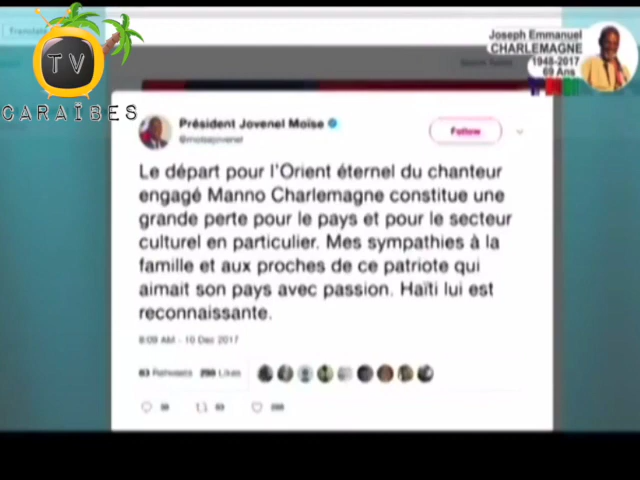 TV
CARAÏBES
Joseph Emmanuel
CHARLEMAGNE
1948-2017
69 Ans
Président Jovenel Moïse
@moisejovenel
Follow
Le départ pour l'Orient éternel du chanteur
engagé Manno Charlemagne constitue une
grande perte pour le pays et pour le secteur
culturel en particulier. Mes sympathies à la
famille et aux proches de ce patriote qui
aimait son pays avec passion. Haïti lui est
reconnaissante.
8:09 AM - 10 Dec 2017
Retweets
Likes